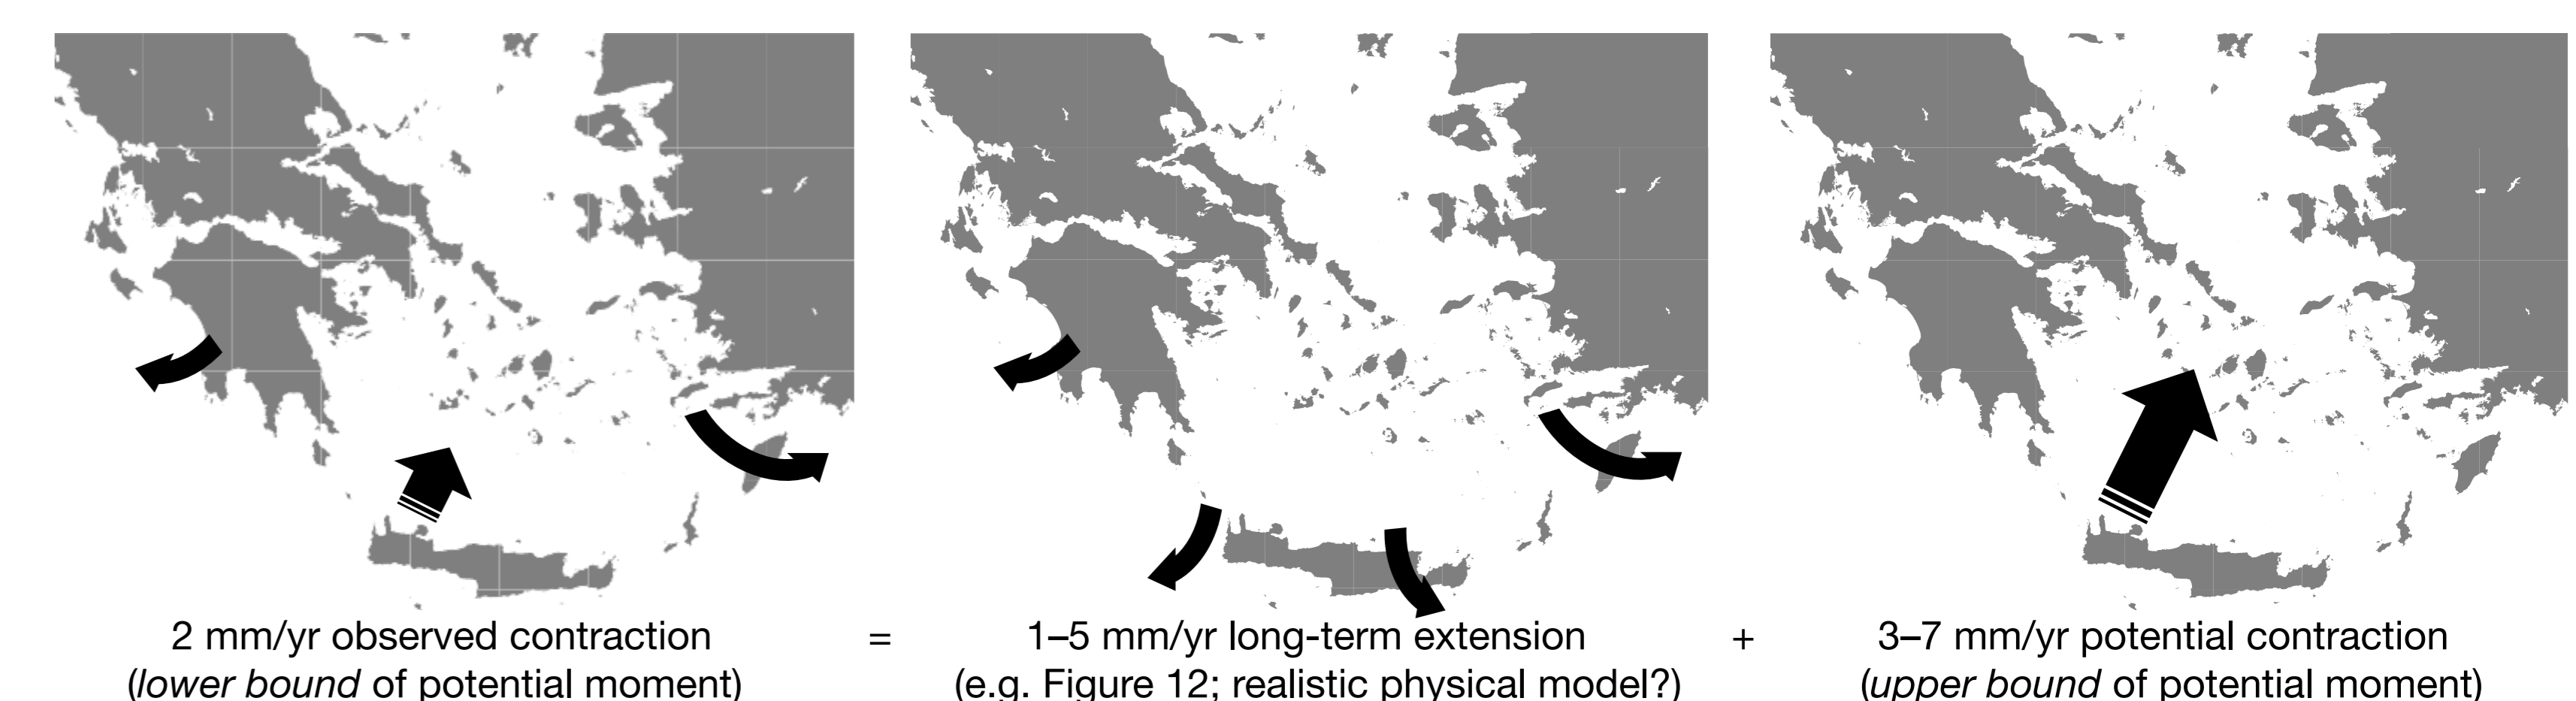 2 mm/yr observed contraction
(lower bound of potential moment)
=
1–5 mm/yr long-term extension
(e.g. Figure 12; realistic physical model?)
+
3–7 mm/yr potential contraction
(upper bound of potential moment)